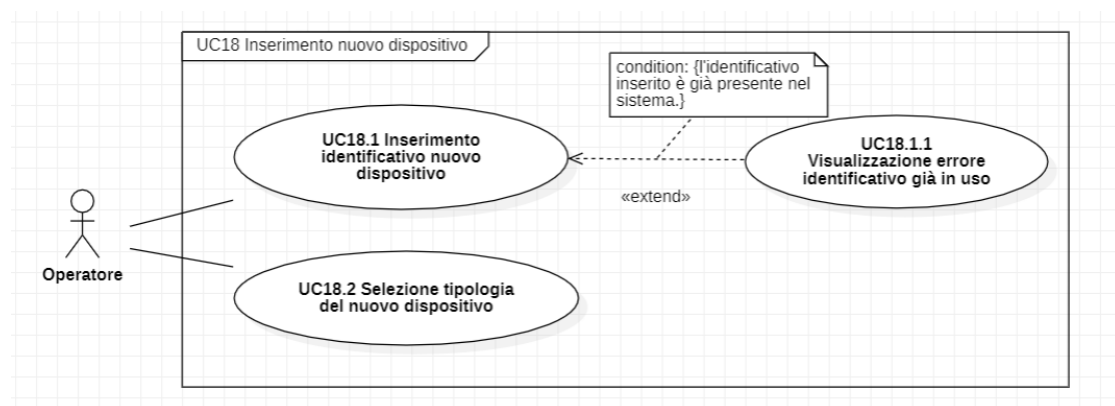 UC18 Inserimento nuovo dispositivo
condition: {l'identificativo
inserito è già presente nel
sistema.}
UC18.1 Inserimento
identificativo nuovo
dispositivo
UC18.1.1
Visualizzazione errore
identificativo già in uso
«extend»
Operatore
UC18.2 Selezione tipologia
del nuovo dispositivo